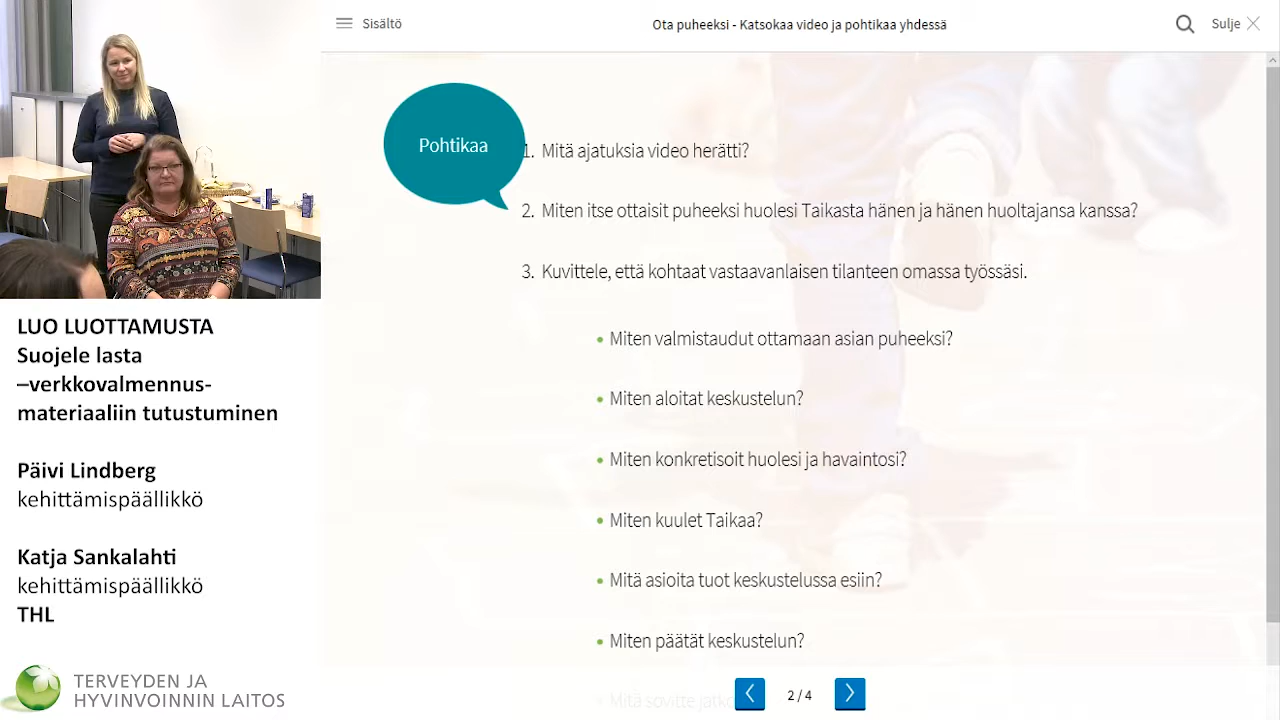 Sisältö
Ota puheeksi - Katsokaa video ja pohtikaa yhdessä
Sulje
Pohtikaa
1. Mitä ajatuksia video herätti?
2. Miten itse ottaisit puheeksi huolesi Taikasta hänen ja hänen huoltajansa kanssa?
3. Kuvittele, että kohtaat vastaavanlaisen tilanteen omassa työssäsi.
• Miten valmistaudut ottamaan asian puheeksi?
• Miten aloitat keskustelun?
• Miten konkretisoit huolesi ja havaintosi?
• Miten kuulet Taikaa?
• Mitä asioita tuot keskustelussa esiin?
• Miten päätät keskustelun?
• Mitä sovitte
2 / 4
LUO LUOTTAMUSTA
Suojele lasta
–verkkovalmennus-
materiaaliin tutustuminen
Päivi Lindberg
kehittämispäällikkö
Katja Sankalahti
kehittämispäällikkö
THL
TERVEYDEN JA
HYVINVOINNIN LAITOS